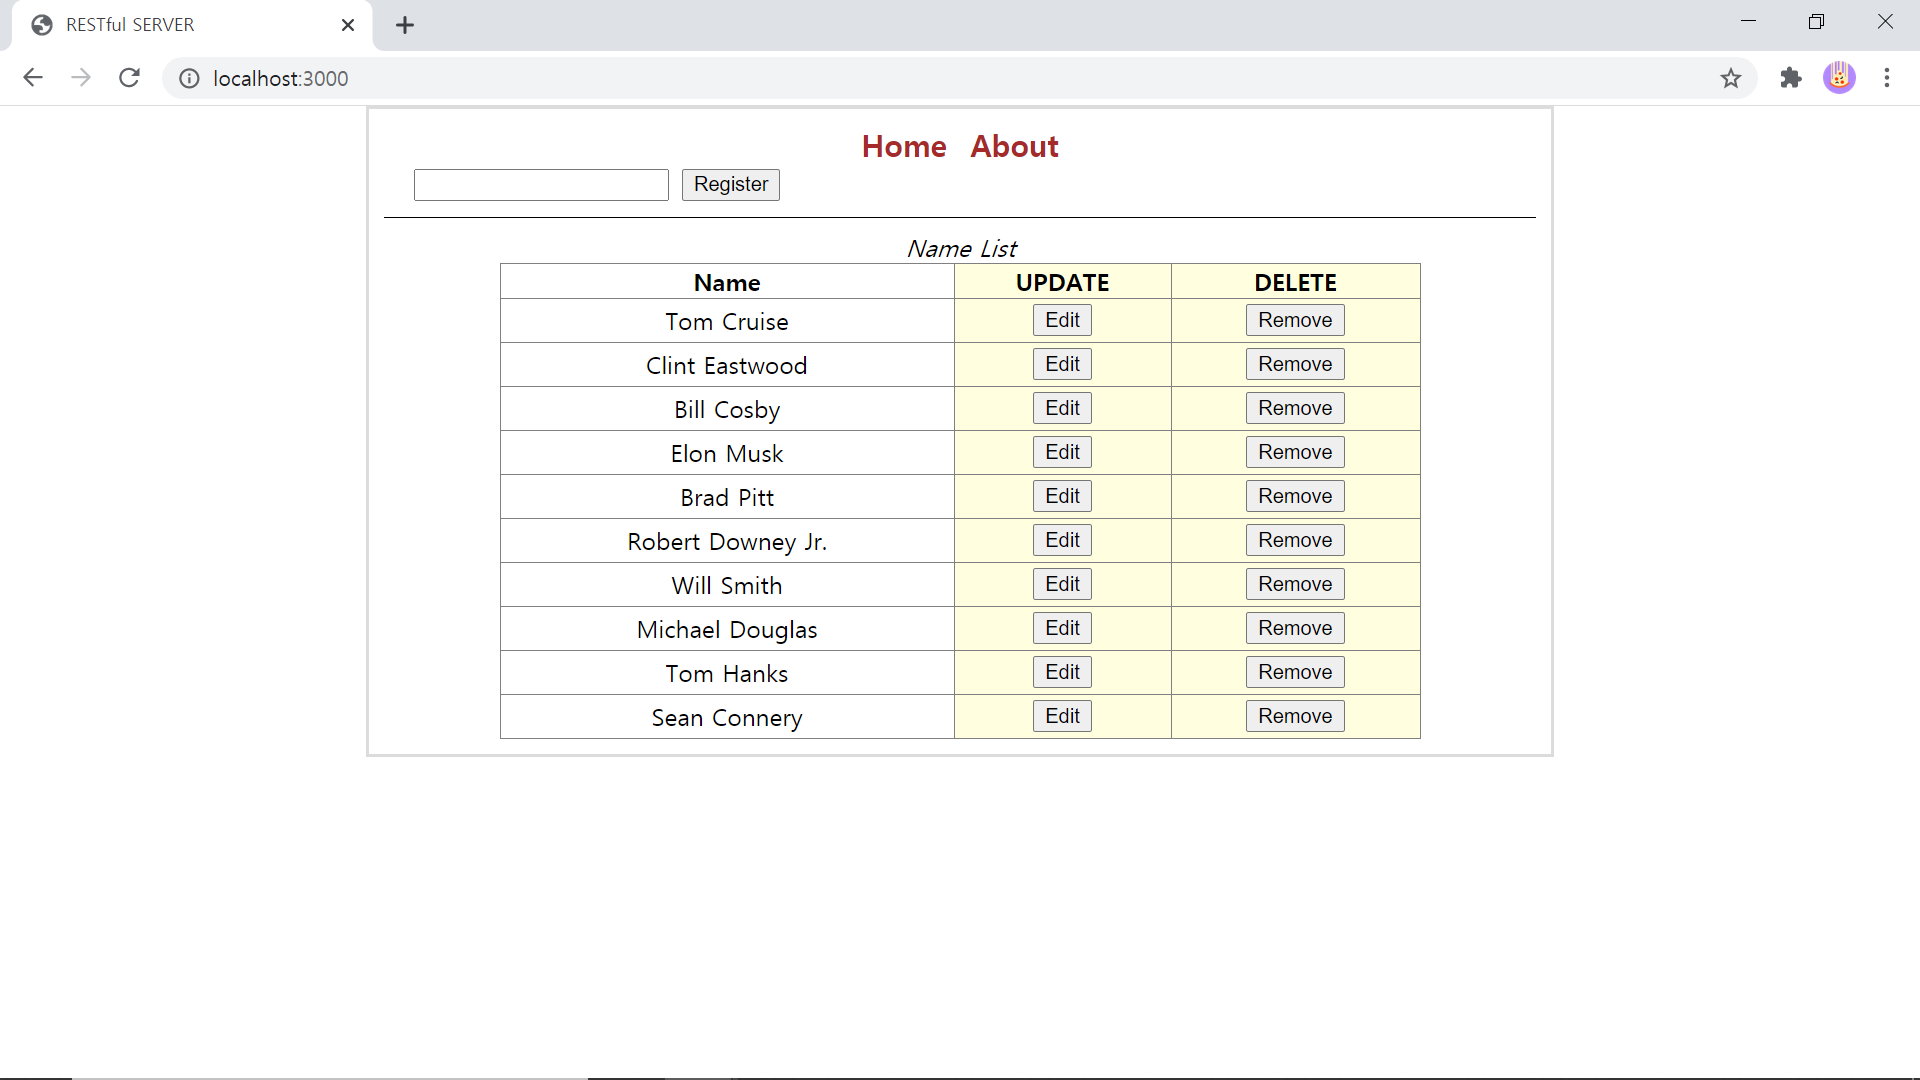 RESTful SERVER
localhost:3000
Home About
Register
Name List
Name UPDATE DELETE
Tom Cruise Edit Remove
Clint Eastwood Edit Remove
Bill Cosby Edit Remove
Elon Musk Edit Remove
Brad Pitt Edit Remove
Robert Downey Jr. Edit Remove
Will Smith Edit Remove
Michael Douglas Edit Remove
Tom Hanks Edit Remove
Sean Connery Edit Remove